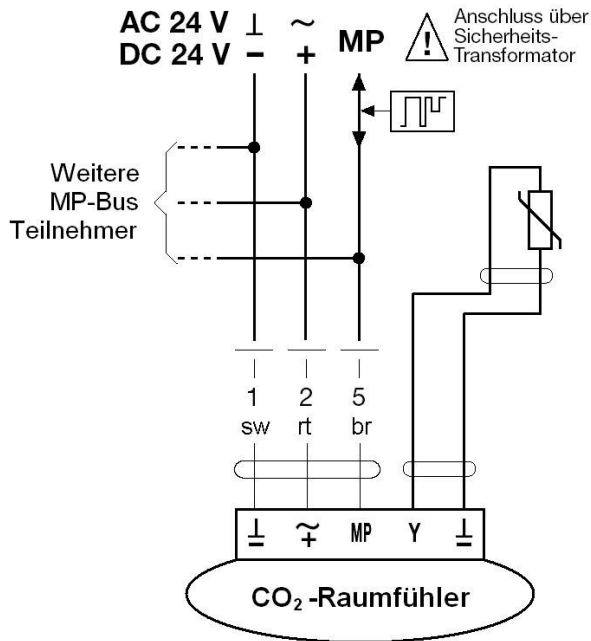 AC 24 V ⊥ ~
DC 24 V − +
MP
Anschluss über
Sicherheits-
Transformator
!
Weitere
MP-Bus
Teilnehmer
1 2 5
sw rt br
MP Y
CO₂-Raumfühler